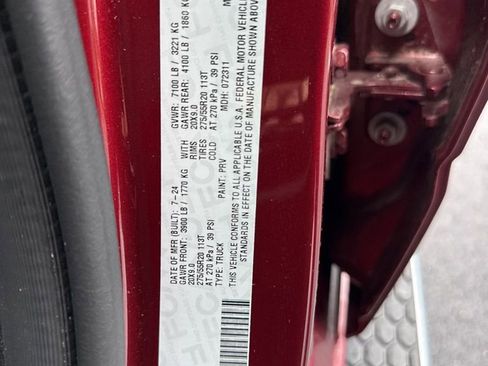 DATE OF MFR (BUILT): 7-24 GVWR: 7100 LB / 3221 KG
GAWR FRONT: 3900 LB / 1770 KG WITH GAWR REAR: 4100 LB / 1860 KG
20X9.0 RIMS 20X9.0
275/55R20 113T TIRES 275/55R20 113T
AT 270 kPa / 39 PSI COLD AT 270 kPa / 39 PSI
TYPE: TRUCK PAINT: PRV MDH: 072311
THIS VEHICLE CONFORMS TO ALL APPLICABLE U.S.A. FEDERAL MOTOR VEHICLE
STANDARDS IN EFFECT ON THE DATE OF MANUFACTURE SHOWN ABOVE